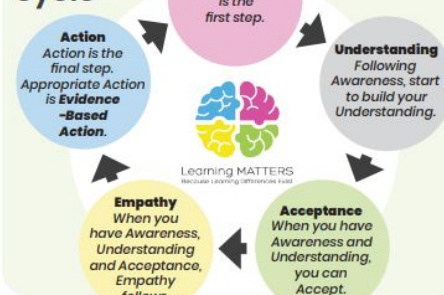 is the
first step.
Action
Action is the
final step.
Appropriate Action
is Evidence
-Based
Action.
Understanding
Following
Awareness, start
to build your
Understanding.
Learning MATTERS
Because Learning Differences Exist
Empathy
When you
have Awareness,
Understanding
and Acceptance,
Empathy
follows
Acceptance
When you have
Awareness and
Understanding,
you can
Accept.